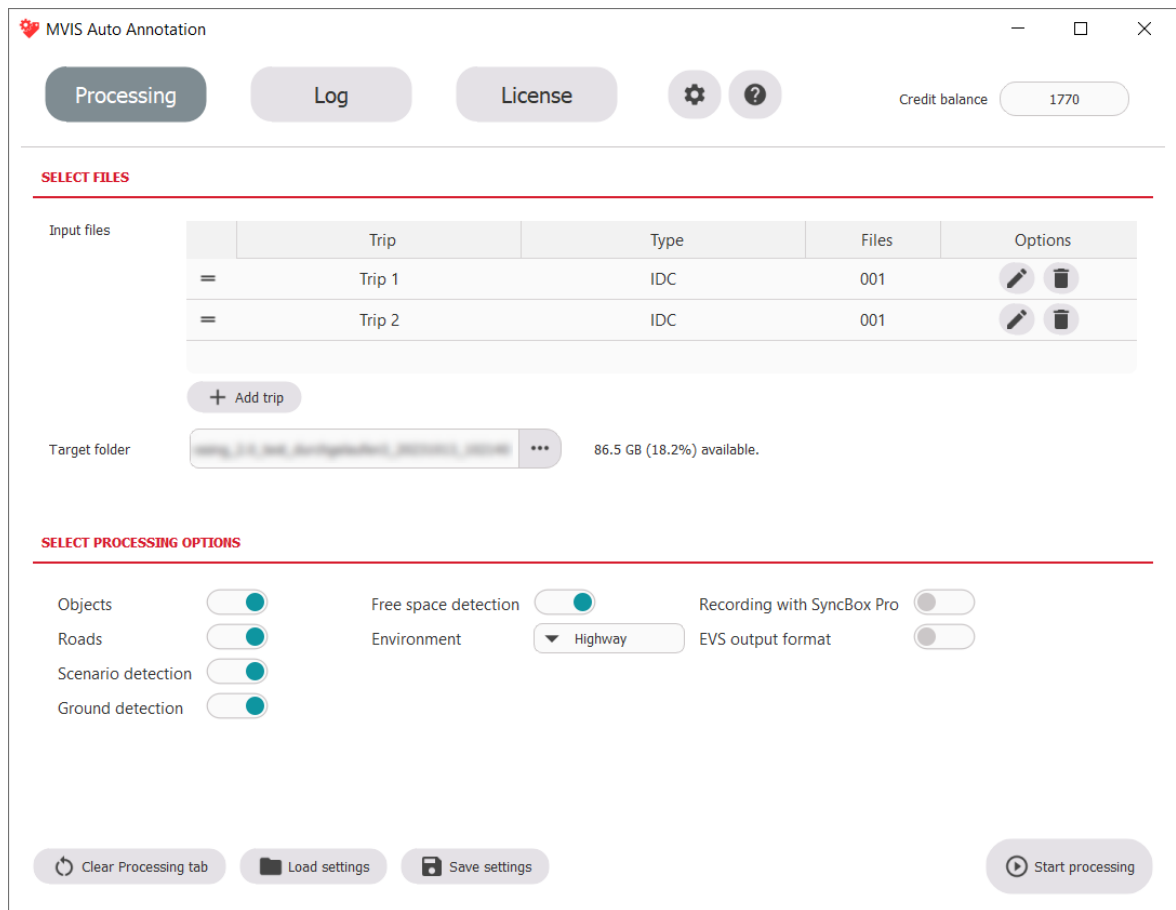 MVIS Auto Annotation
Processing Log License Credit balance 1770
SELECT FILES
Input files
Trip Type Files Options
Trip 1 IDC 001
Trip 2 IDC 001
Add trip
Target folder ... 86.5 GB (18.2%) available.
SELECT PROCESSING OPTIONS
Objects Free space detection Recording with SyncBox Pro
Roads Environment Highway EVS output format
Scenario detection
Ground detection
Clear Processing tab Load settings Save settings Start processing